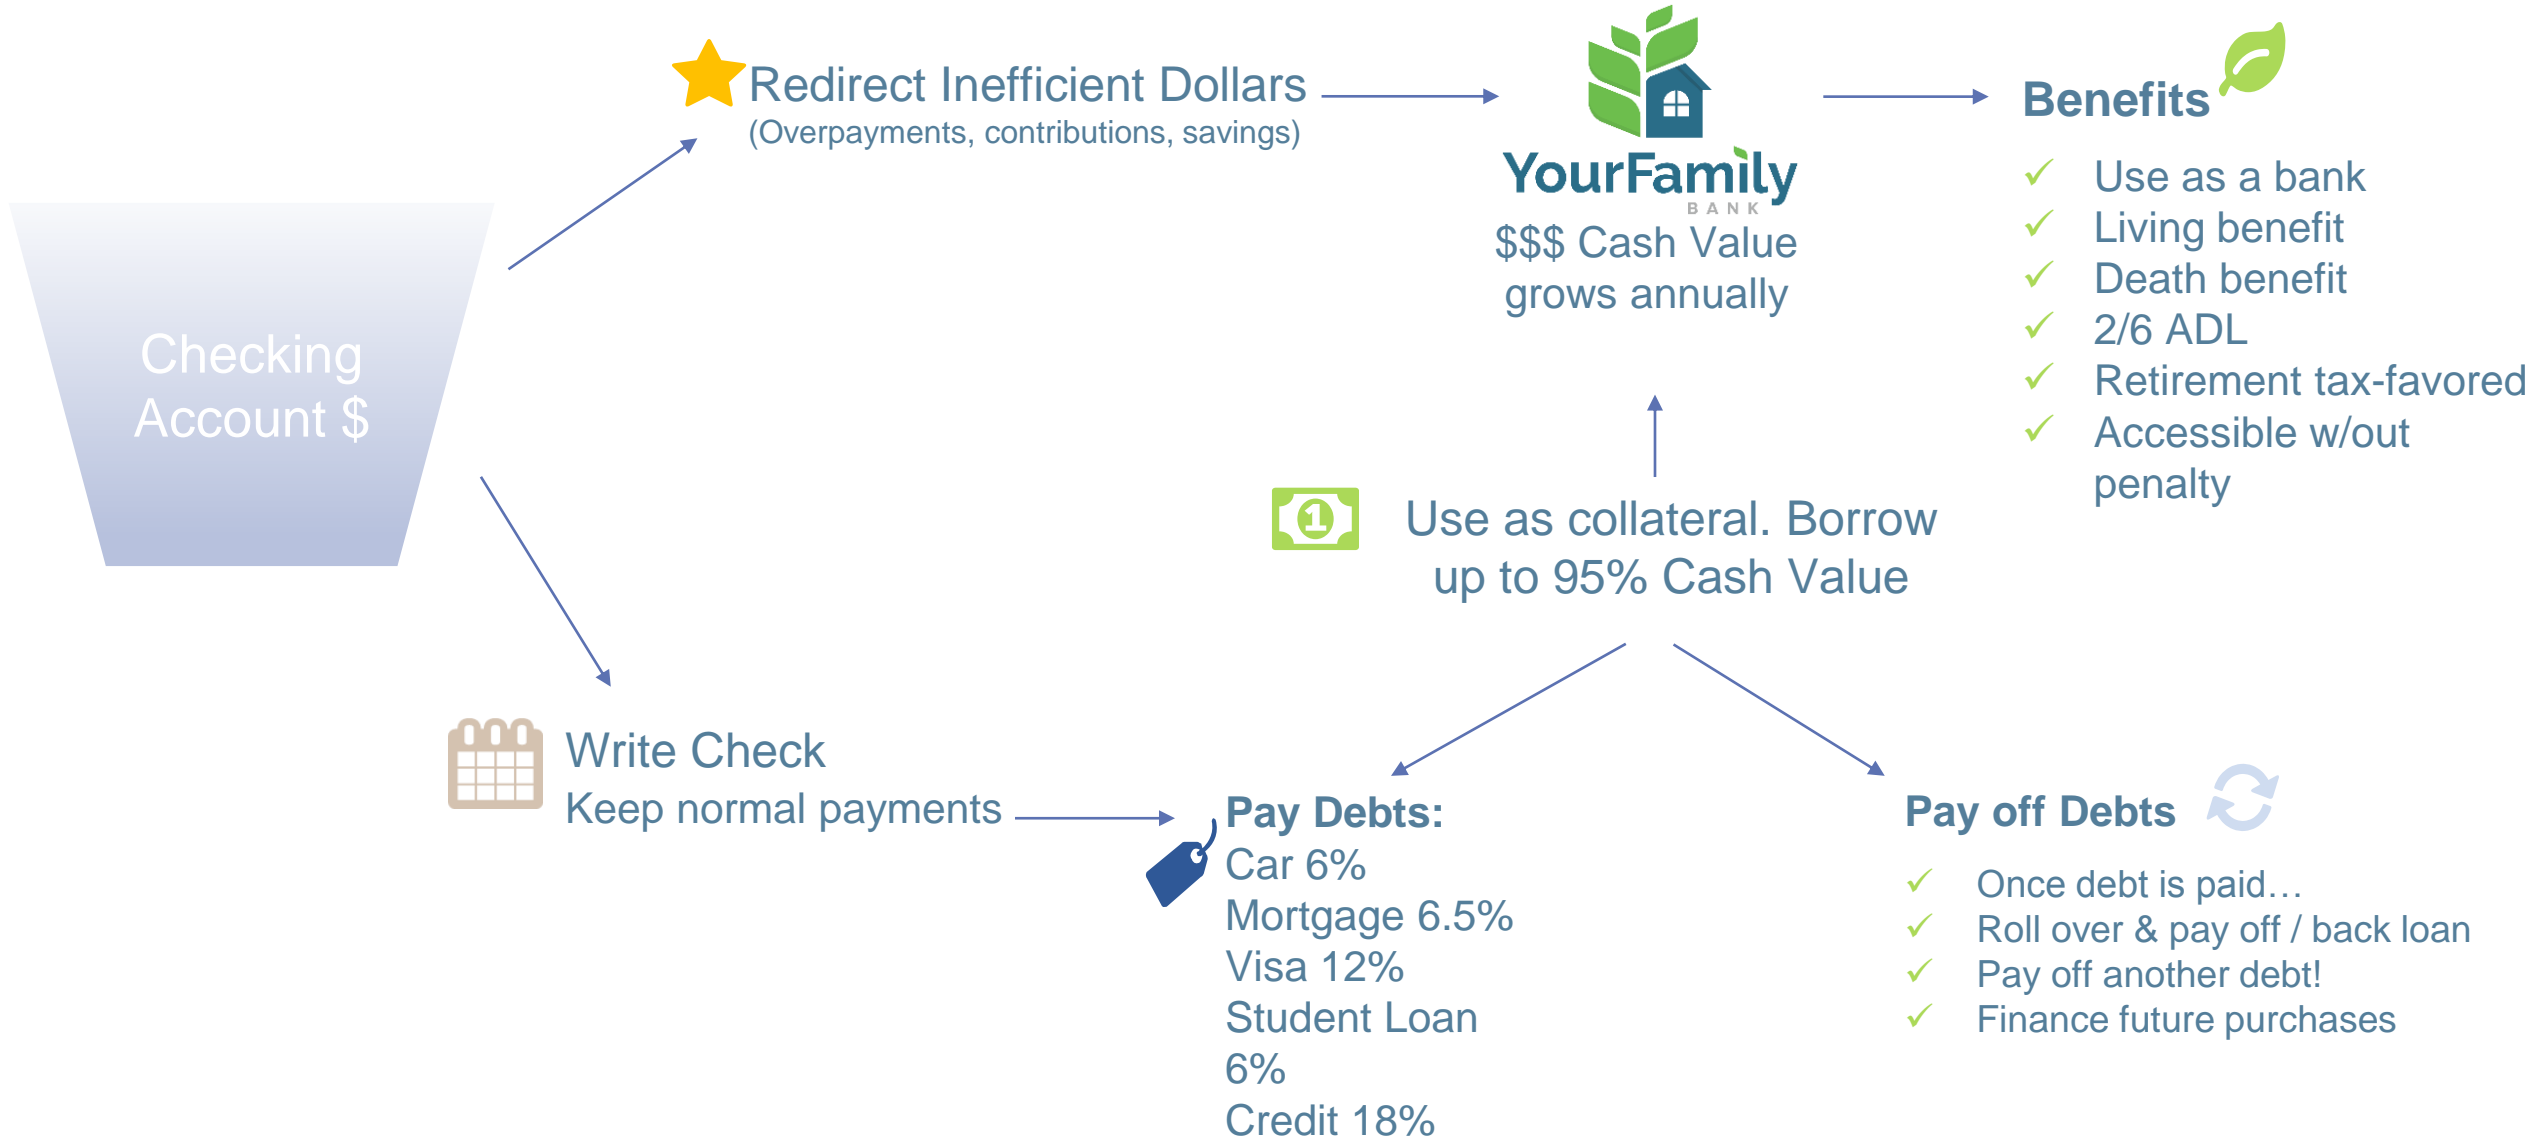 Redirect Inefficient Dollars
(Overpayments, contributions, savings)
YourFamily
BANK
$$$ Cash Value
grows annually
Benefits
Use as a bank
Living benefit
Death benefit
2/6 ADL
Retirement tax-favored
Accessible w/out
penalty
Checking
Account $
1
Use as collateral. Borrow
up to 95% Cash Value
Write Check
Keep normal payments
Pay Debts:
Car 6%
Mortgage 6.5%
Visa 12%
Student Loan
6%
Credit 18%
Pay off Debts
Once debt is paid…
Roll over & pay off / back loan
Pay off another debt!
Finance future purchases